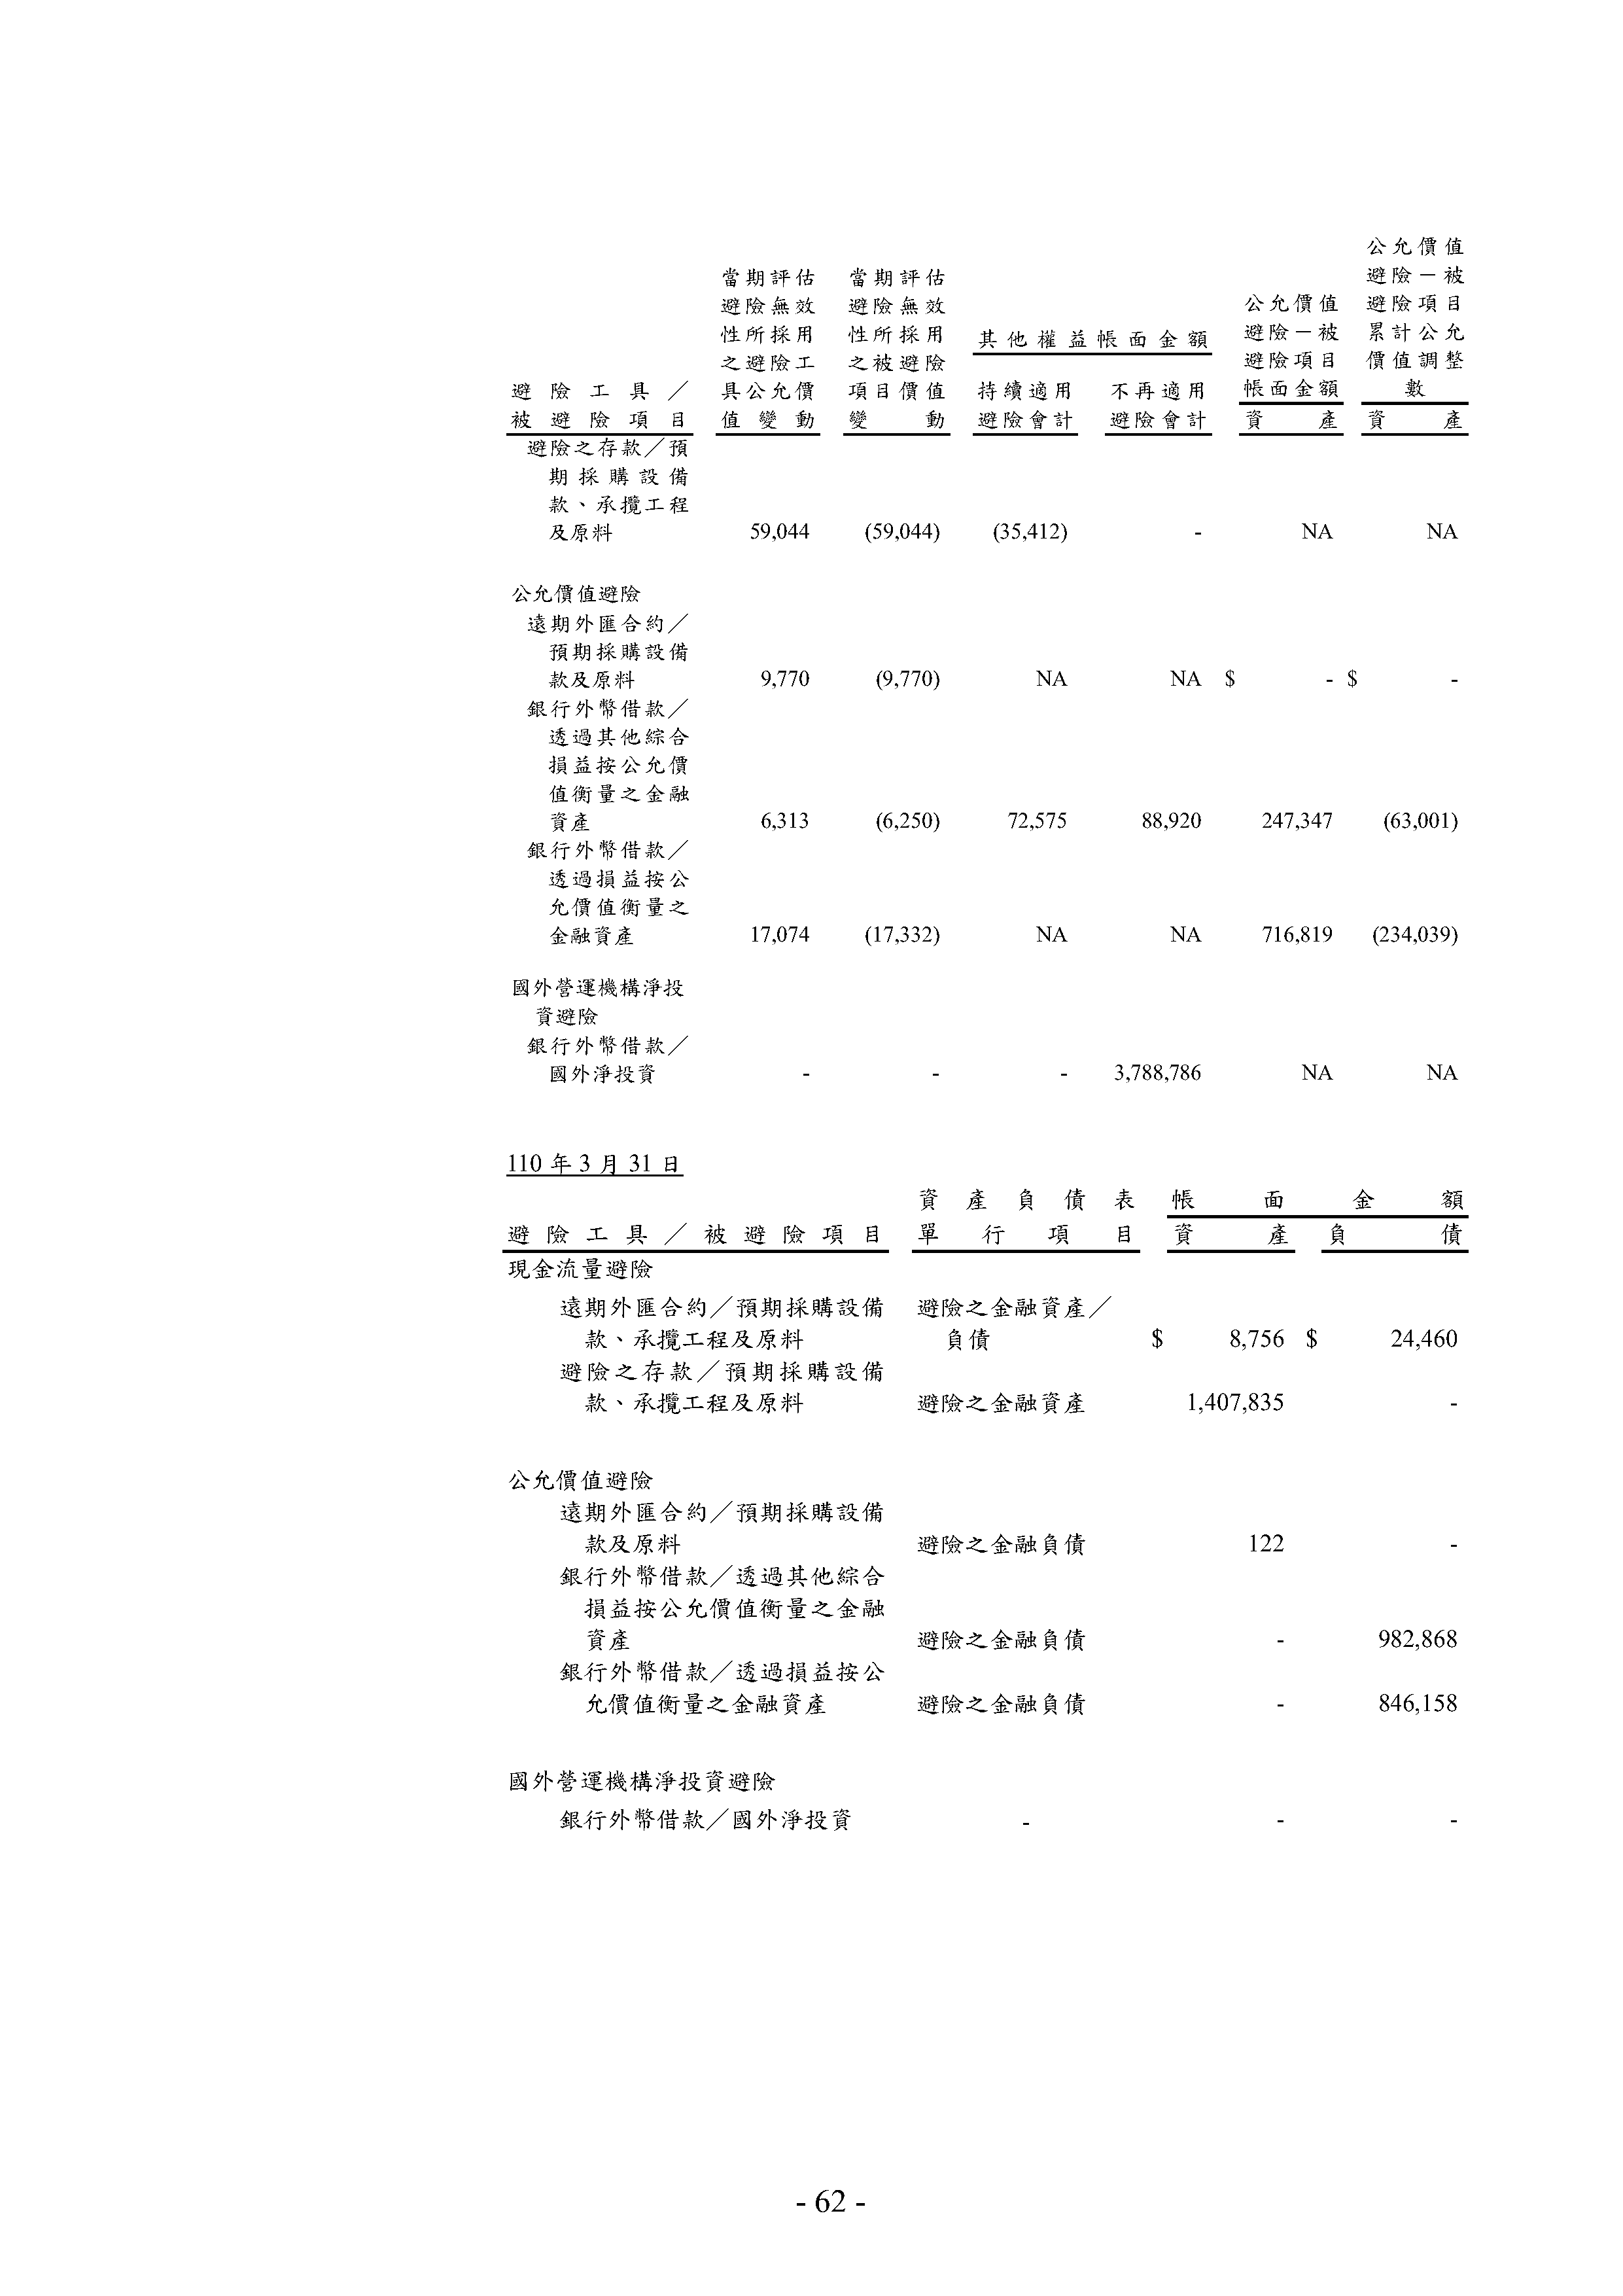 公允價值
避險－被
避險項目
累計公允
價值調整
數
當期評估 當期評估
避險無效 避險無效 公允價值
性所採用 性所採用 其他權益帳面金額 避險－被
之避險工 之被避險 避險項目
避險工具／ 具公允價 項目價值 持續適用 不再適用 帳面金額
被避險項目 值變動 變動 避險會計 避險會計 資產 資產
避險之存款／預
期採購設備
款、承攬工程
及原料 59,044 (59,044) (35,412) - NA NA
公允價值避險
遠期外匯合約／
預期採購設備
款及原料 9,770 (9,770) NA NA $ - $ -
銀行外幣借款／
透過其他綜合
損益按公允價
值衡量之金融
資產 6,313 (6,250) 72,575 88,920 247,347 (63,001)
銀行外幣借款／
透過損益按公
允價值衡量之
金融資產 17,074 (17,332) NA NA 716,819 (234,039)
國外營運機構淨投
資避險
銀行外幣借款／
國外淨投資 - - - 3,788,786 NA NA
110 年 3 月 31 日
資產負債表 帳面金額
避險工具／被避險項目 單行項目 資產 負債
現金流量避險
遠期外匯合約／預期採購設備 避險之金融資產／
款、承攬工程及原料 負債 $ 8,756 $ 24,460
避險之存款／預期採購設備
款、承攬工程及原料 避險之金融資產 1,407,835 -
公允價值避險
遠期外匯合約／預期採購設備
款及原料 避險之金融負債 122 -
銀行外幣借款／透過其他綜合
損益按公允價值衡量之金融
資產 避險之金融負債 - 982,868
銀行外幣借款／透過損益按公
允價值衡量之金融資產 避險之金融負債 - 846,158
國外營運機構淨投資避險
銀行外幣借款／國外淨投資 - - -
- 62 -